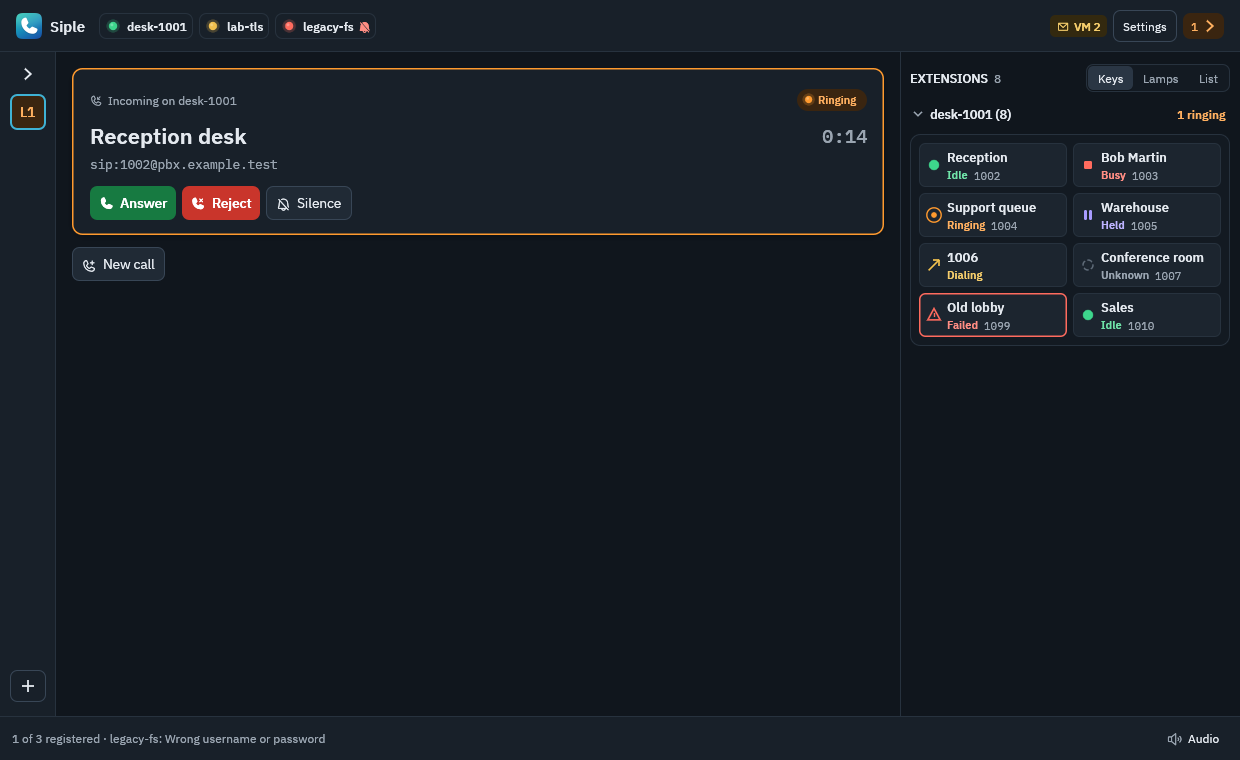 Siple
desk-1001
lab-tls
legacy-fs
VM 2
Settings
1
L1
Incoming on desk-1001
Ringing
Reception desk
0:14
sip:1002@pbx.example.test
Answer
Reject
Silence
New call
EXTENSIONS 8
Keys
Lamps
List
desk-1001 (8)
1 ringing
Reception
Idle 1002
Bob Martin
Busy 1003
Support queue
Ringing 1004
Warehouse
Held 1005
1006
Dialing
Conference room
Unknown 1007
Old lobby
Failed 1099
Sales
Idle 1010
1 of 3 registered · legacy-fs: Wrong username or password
Audio